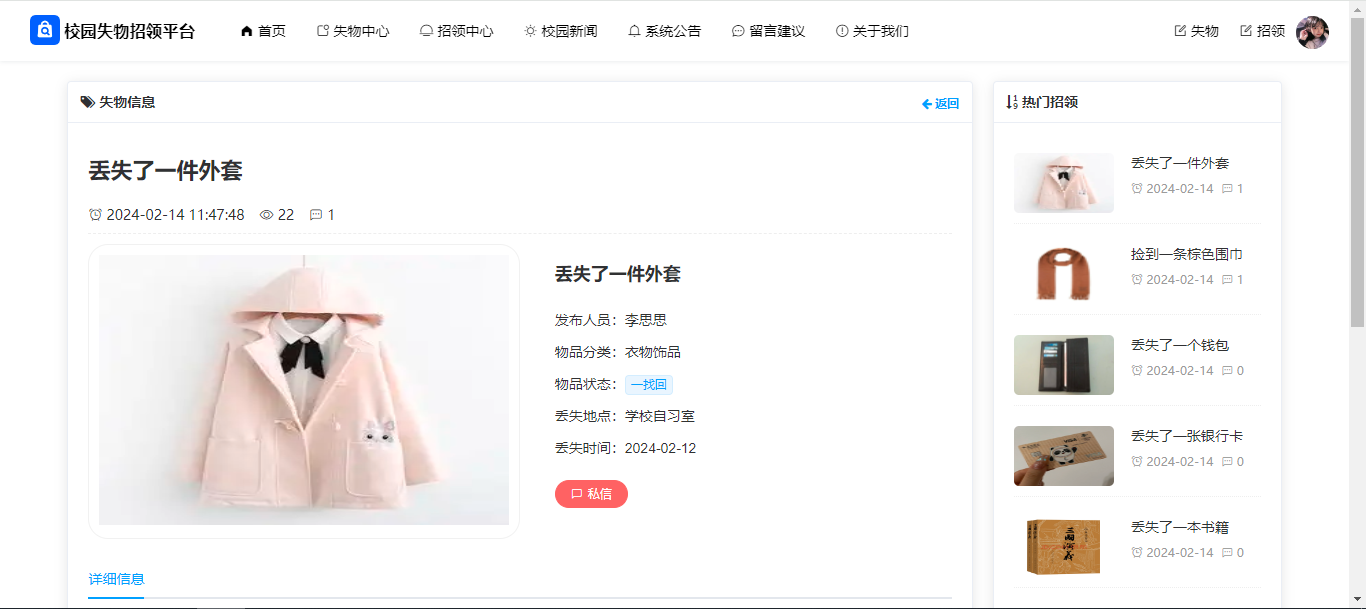 校园失物招领平台
首页 失物中心 招领中心 校园新闻 系统公告 留言建议 关于我们 失物 招领
失物信息 返回
丢失了一件外套
2024-02-14 11:47:48 22 1
丢失了一件外套
发布人员：李思思
物品分类：衣物饰品
物品状态：一找回
丢失地点：学校自习室
丢失时间：2024-02-12
私信
详细信息
热门招领
丢失了一件外套
2024-02-14 1
捡到一条棕色围巾
2024-02-14 1
丢失了一个钱包
2024-02-14 0
丢失了一张银行卡
2024-02-14 0
丢失了一本书籍
2024-02-14 0
三国演义